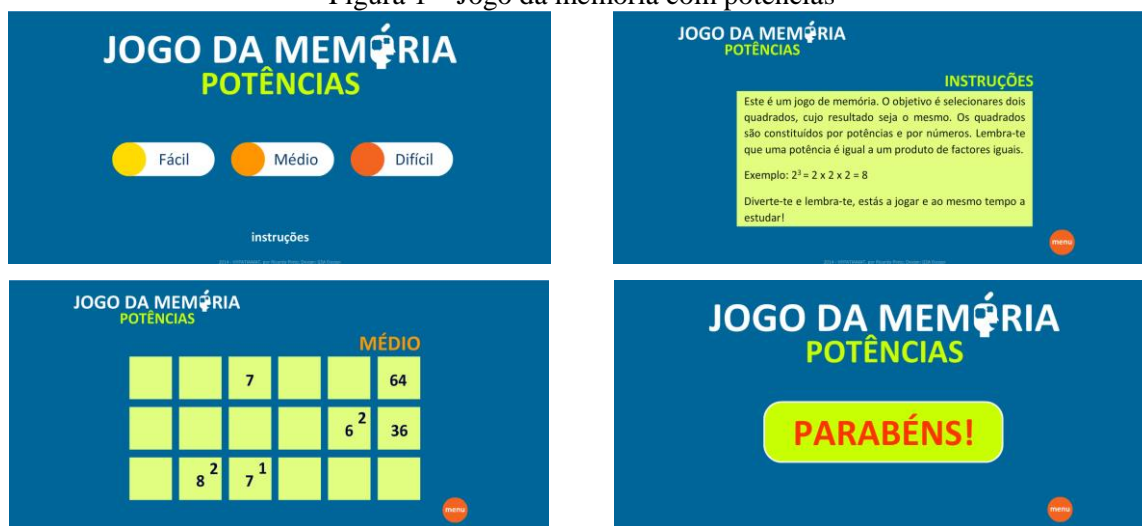 Figura 1 – Jogo da memória com potências
JOGO DA MEMÓRIA
POTÊNCIAS
Fácil
Médio
Difícil
instruções
JOGO DA MEMÓRIA
POTÊNCIAS
INSTRUÇÕES
Este é um jogo de memória. O objetivo é selecionares dois
quadrados, cujo resultado seja o mesmo. Os quadrados
são constituídos por potências e por números. Lembra-te
que uma potência é igual a um produto de factores iguais.
Exemplo: 2³ = 2 x 2 x 2 = 8
Diverte-te e lembra-te, estás a jogar e ao mesmo tempo a
estudar!
menu
JOGO DA MEMÓRIA
POTÊNCIAS
MÉDIO
7 64
6² 36
8² 7¹
menu
JOGO DA MEMÓRIA
POTÊNCIAS
PARABÉNS!
menu